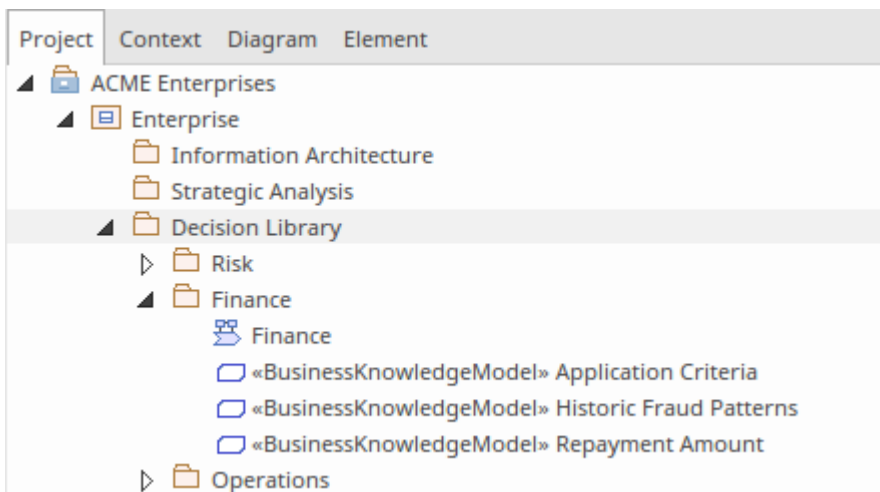 Project Context Diagram Element
ACME Enterprises
Enterprise
Information Architecture
Strategic Analysis
Decision Library
Risk
Finance
Finance
«BusinessKnowledgeModel» Application Criteria
«BusinessKnowledgeModel» Historic Fraud Patterns
«BusinessKnowledgeModel» Repayment Amount
Operations